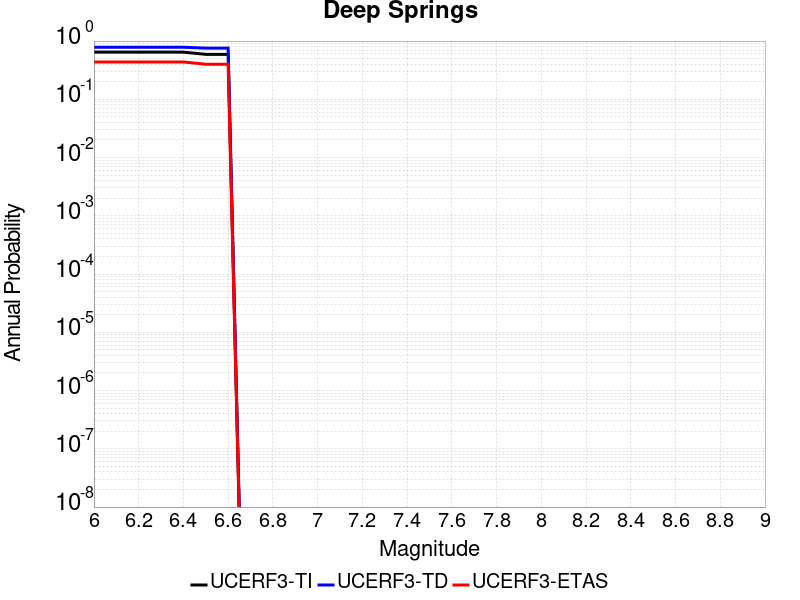 Deep Springs
10^0
10^-1
10^-2
10^-3
10^-4
10^-5
10^-6
10^-7
10^-8
Annual Probability
6 6.2 6.4 6.6 6.8 7 7.2 7.4 7.6 7.8 8 8.2 8.4 8.6 8.8 9
Magnitude
UCERF3-TI UCERF3-TD UCERF3-ETAS